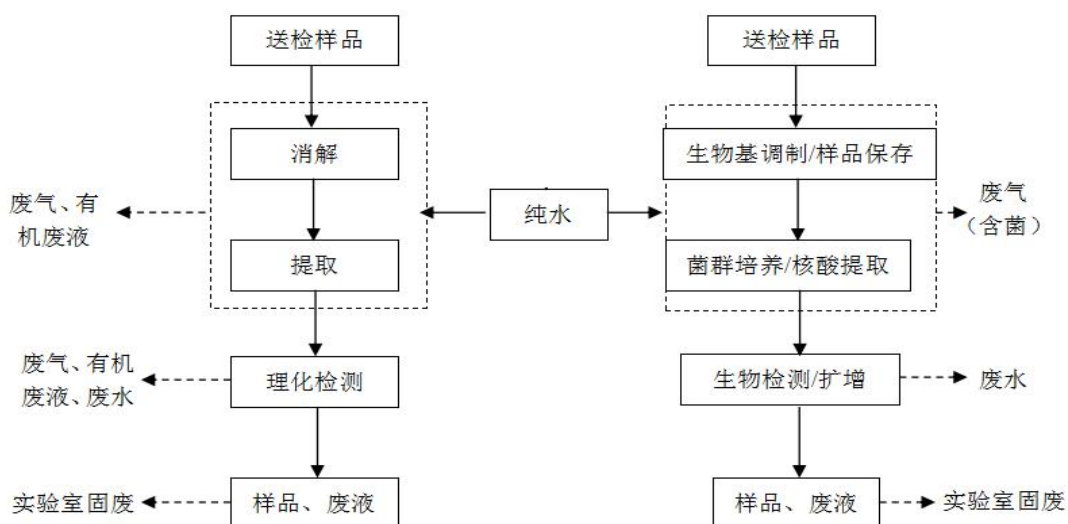 送检样品
送检样品
消解
生物基调制/样品保存
废气、有
机废液
纯水
废气
（含菌）
提取
菌群培养/核酸提取
废气、有机
废液、废水
理化检测
生物检测/扩增
废水
实验室固废
样品、废液
样品、废液
实验室固废